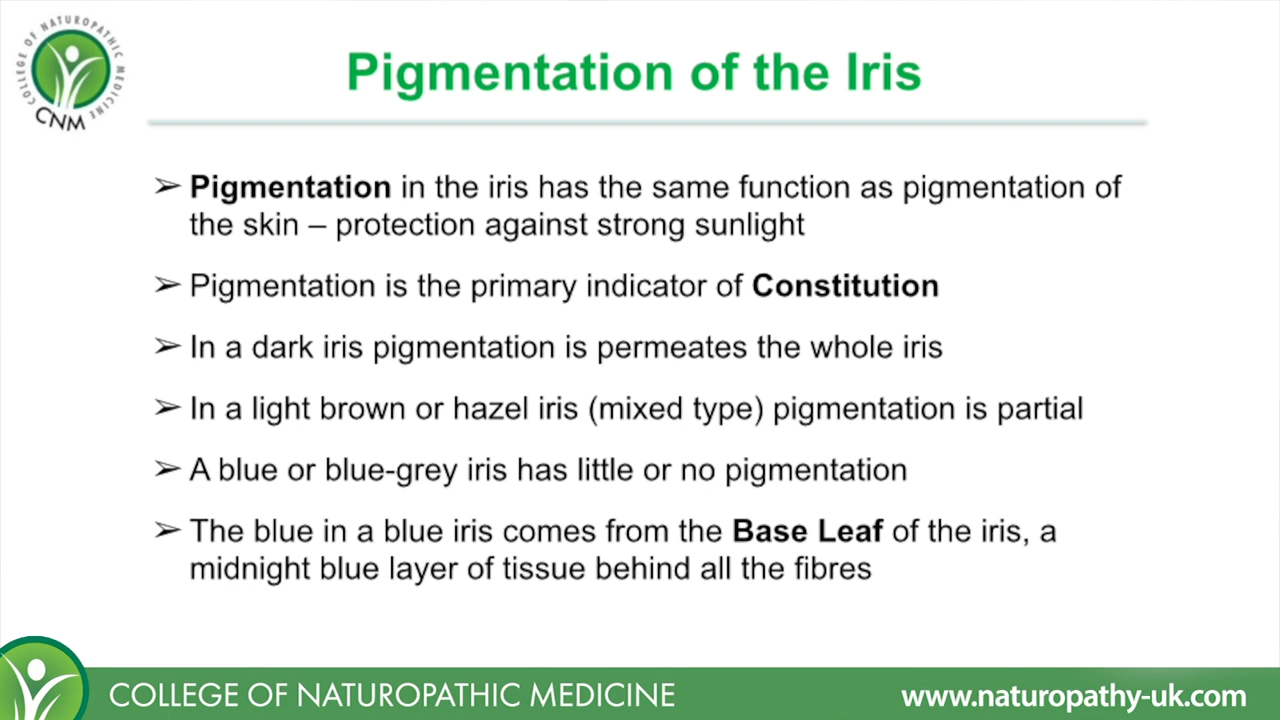 COLLEGE OF NATUROPATHIC MEDICINE
CNM
Pigmentation of the Iris
➢ Pigmentation in the iris has the same function as pigmentation of
the skin – protection against strong sunlight
➢ Pigmentation is the primary indicator of Constitution
➢ In a dark iris pigmentation is permeates the whole iris
➢ In a light brown or hazel iris (mixed type) pigmentation is partial
➢ A blue or blue-grey iris has little or no pigmentation
➢ The blue in a blue iris comes from the Base Leaf of the iris, a
midnight blue layer of tissue behind all the fibres
COLLEGE OF NATUROPATHIC MEDICINE
www.naturopathy-uk.com